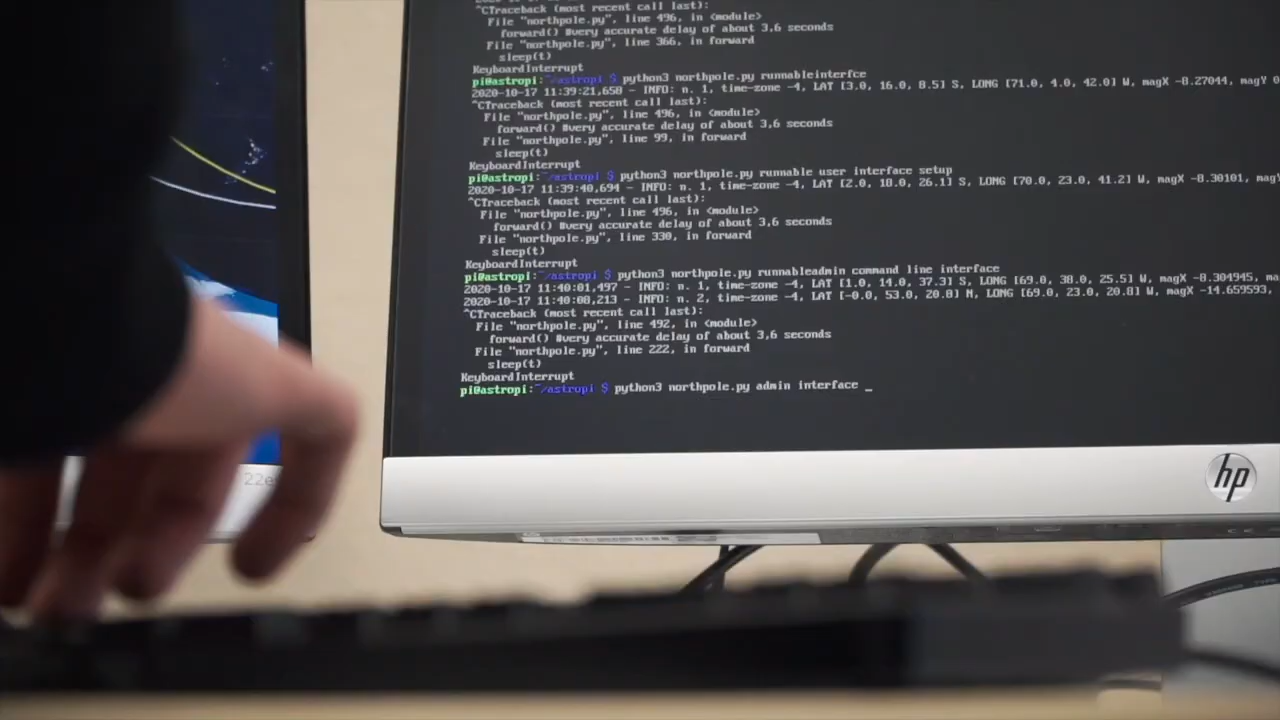 ^CTraceback (most recent call last):
File "northpole.py", line 496, in <module>
forward() #very accurate delay of about 3,6 seconds
File "northpole.py", line 366, in forward
sleep(t)
KeyboardInterrupt
pi@astropi:~/astropi $ python3 northpole.py runnableinterfce
2020-10-17 11:39:21,658 - INFO: n. 1, time-zone -4, LAT [3.0, 16.0, 8.5] S, LONG [71.0, 4.0, 42.0] W, magX -8.27044, magY 0
^CTraceback (most recent call last):
File "northpole.py", line 496, in <module>
forward() #very accurate delay of about 3,6 seconds
File "northpole.py", line 99, in forward
sleep(t)
KeyboardInterrupt
pi@astropi:~/astropi $ python3 northpole.py runnable user interface setup
2020-10-17 11:39:40,694 - INFO: n. 1, time-zone -4, LAT [2.0, 18.0, 26.1] S, LONG [70.0, 23.0, 41.2] W, magX -8.30101, magY
^CTraceback (most recent call last):
File "northpole.py", line 496, in <module>
forward() #very accurate delay of about 3,6 seconds
File "northpole.py", line 330, in forward
sleep(t)
KeyboardInterrupt
pi@astropi:~/astropi $ python3 northpole.py runnableadmin command line interface
2020-10-17 11:40:01,497 - INFO: n. 1, time-zone -4, LAT [1.0, 14.0, 37.3] S, LONG [69.0, 38.0, 25.5] W, magX -8.304945, ma
2020-10-17 11:40:08,213 - INFO: n. 2, time-zone -4, LAT [-0.0, 53.0, 20.8] N, LONG [69.0, 23.0, 20.8] W, magX -14.659593,
^CTraceback (most recent call last):
File "northpole.py", line 492, in <module>
forward() #very accurate delay of about 3,6 seconds
File "northpole.py", line 222, in forward
sleep(t)
KeyboardInterrupt
pi@astropi:~/astropi $ python3 northpole.py admin interface _
hp
22e